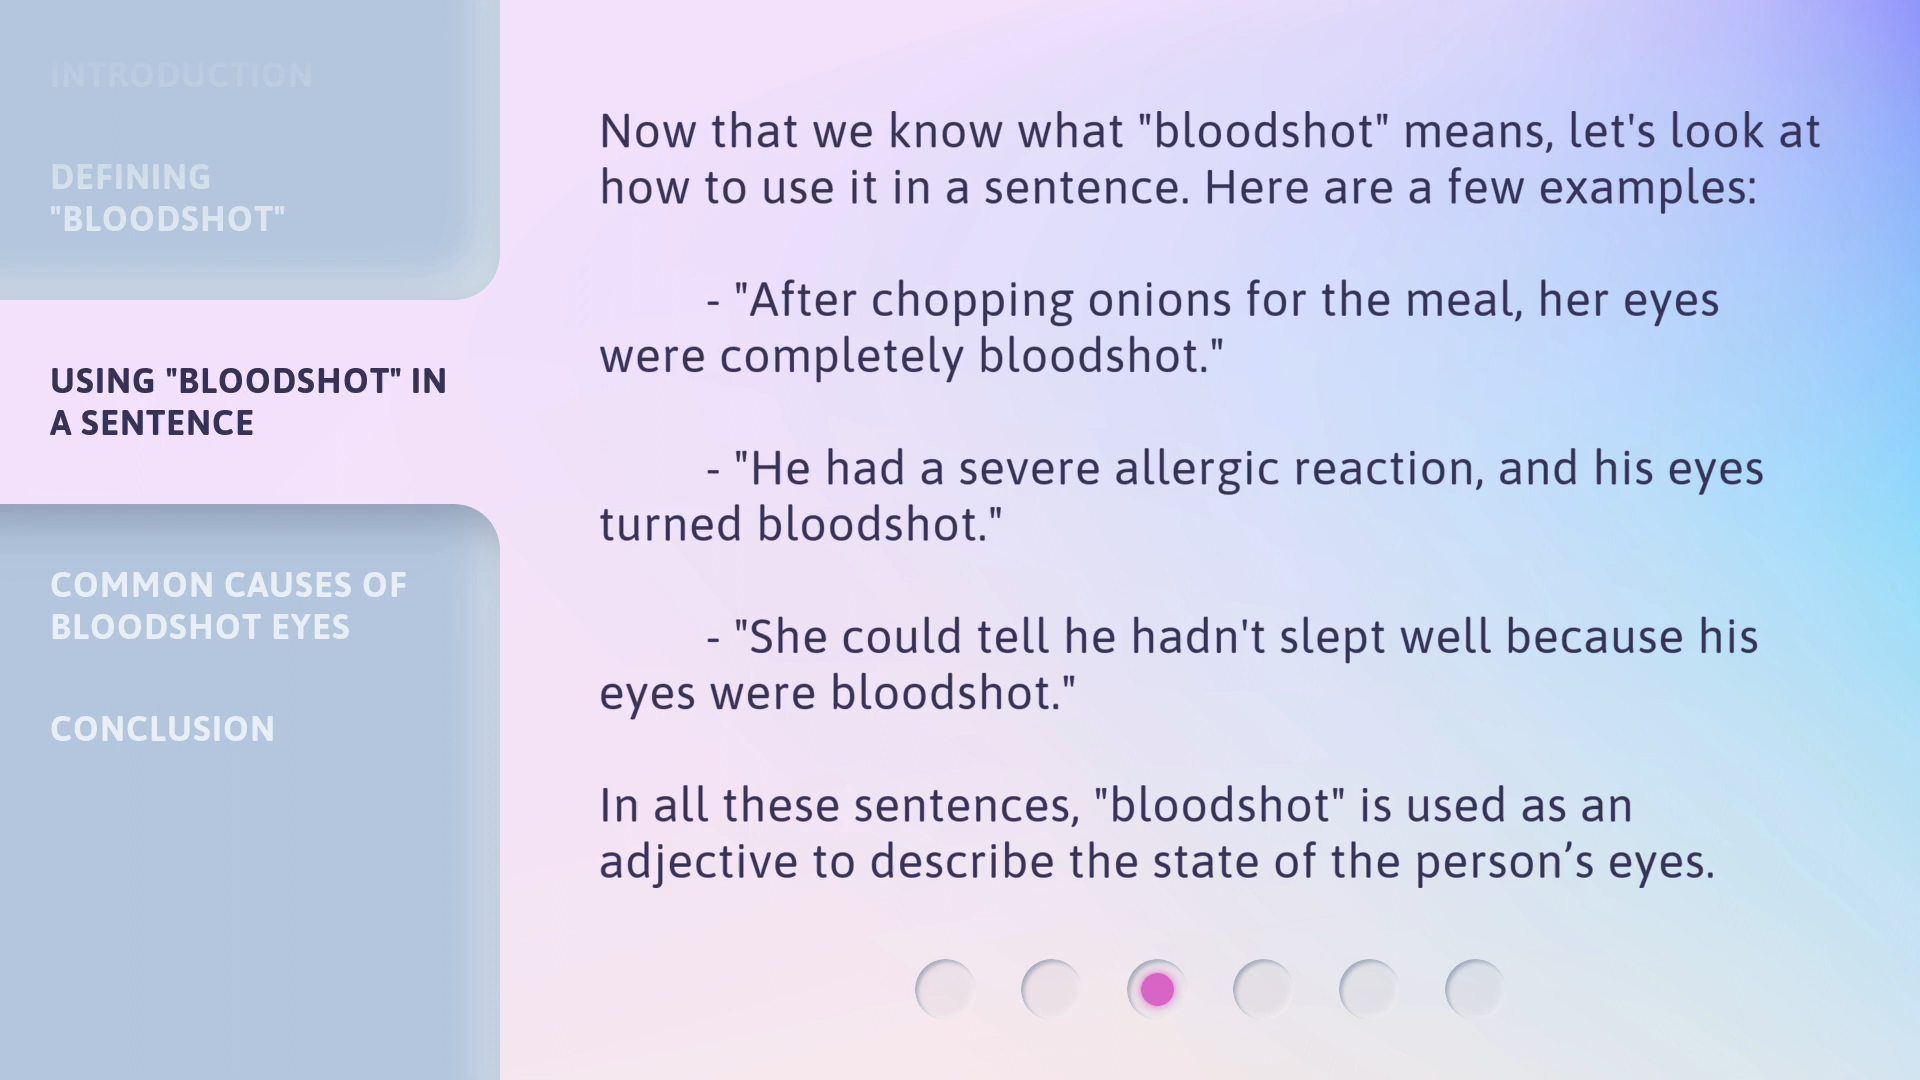 INTRODUCTION
DEFINING
"BLOODSHOT"
USING "BLOODSHOT" IN
A SENTENCE
COMMON CAUSES OF
BLOODSHOT EYES
CONCLUSION
Now that we know what "bloodshot" means, let's look at
how to use it in a sentence. Here are a few examples:
- "After chopping onions for the meal, her eyes
were completely bloodshot."
- "He had a severe allergic reaction, and his eyes
turned bloodshot."
- "She could tell he hadn't slept well because his
eyes were bloodshot."
In all these sentences, "bloodshot" is used as an
adjective to describe the state of the person’s eyes.